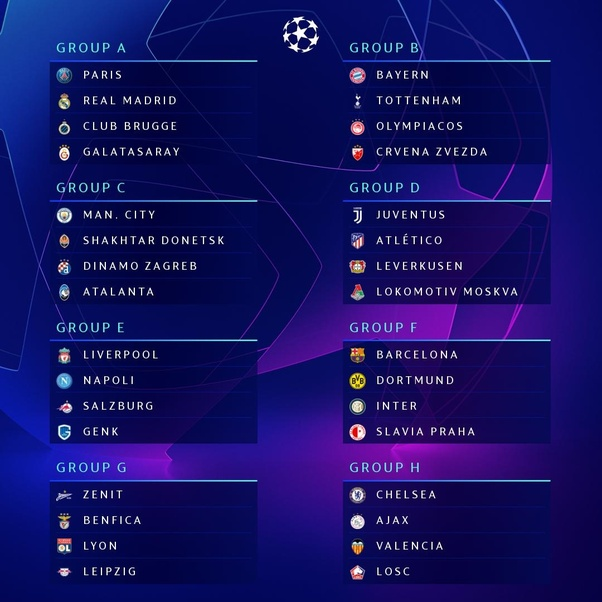 GROUP A
PARIS
REAL MADRID
CLUB BRUGGE
GALATASARAY
GROUP B
BAYERN
TOTTENHAM
OLYMPIACOS
CRVENA ZVEZDA
GROUP C
MAN. CITY
SHAKHTAR DONETSK
DINAMO ZAGREB
ATALANTA
GROUP D
JUVENTUS
ATLÉTICO
LEVERKUSEN
LOKOMOTIV MOSKVA
GROUP E
LIVERPOOL
NAPOLI
SALZBURG
GENK
GROUP F
BARCELONA
DORTMUND
INTER
SLAVIA PRAHA
GROUP G
ZENIT
BENFICA
LYON
LEIPZIG
GROUP H
CHELSEA
AJAX
VALENCIA
LOSC